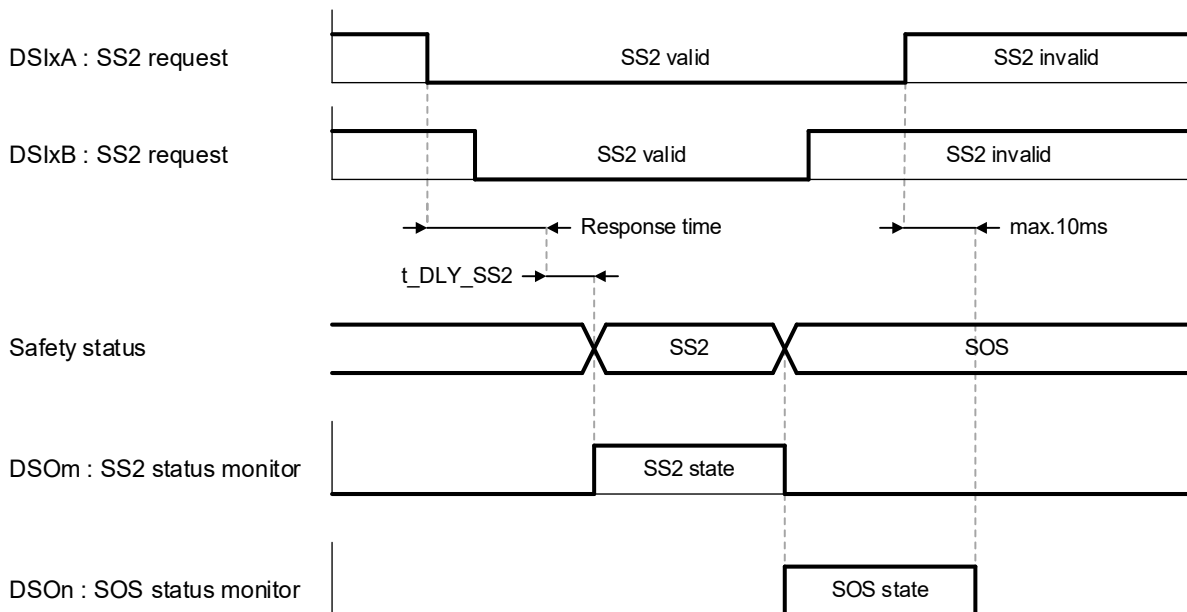 DSIxA : SS2 request
SS2 valid
SS2 invalid
DSIxB : SS2 request
SS2 valid
SS2 invalid
Response time
max.10ms
t_DLY_SS2
Safety status
SS2
SOS
DSOm : SS2 status monitor
SS2 state
DSOn : SOS status monitor
SOS state